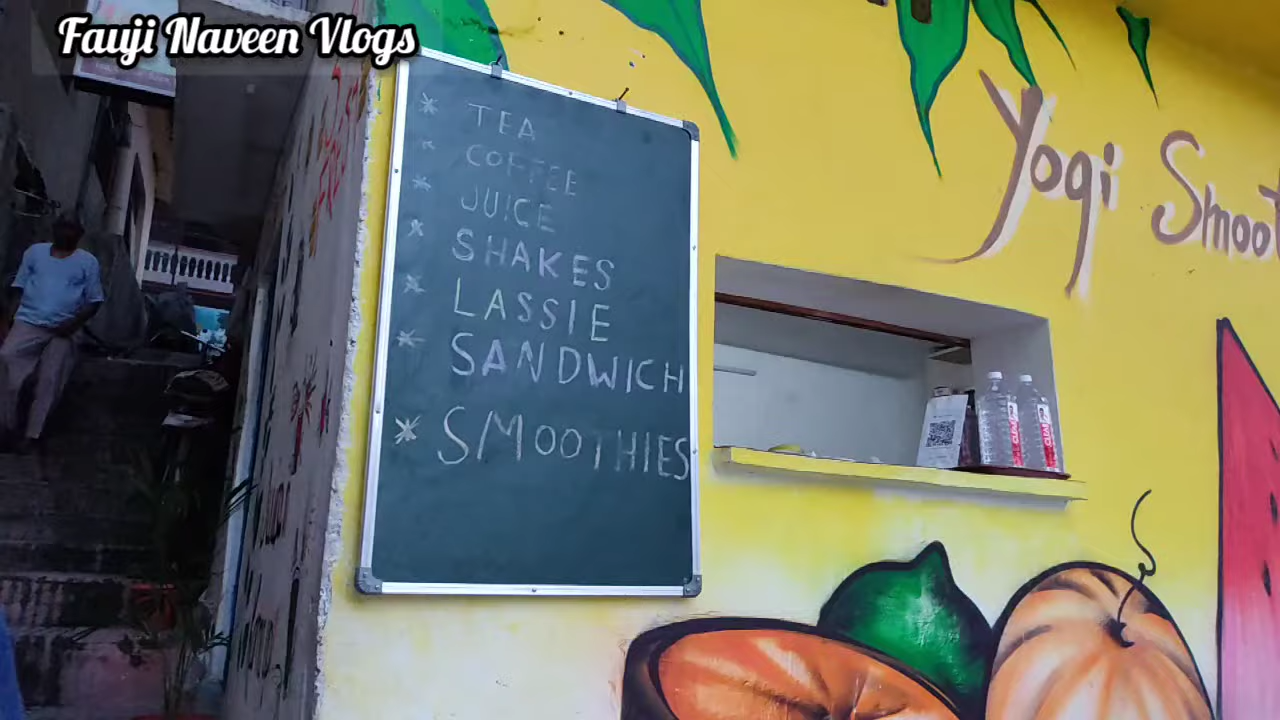 Fauji Naveen Vlogs
* TEA
* COFFEE
* JUICE
* SHAKES
* LASSIE
* SANDWICH
* SMOOTHIES
Yogi Smoot